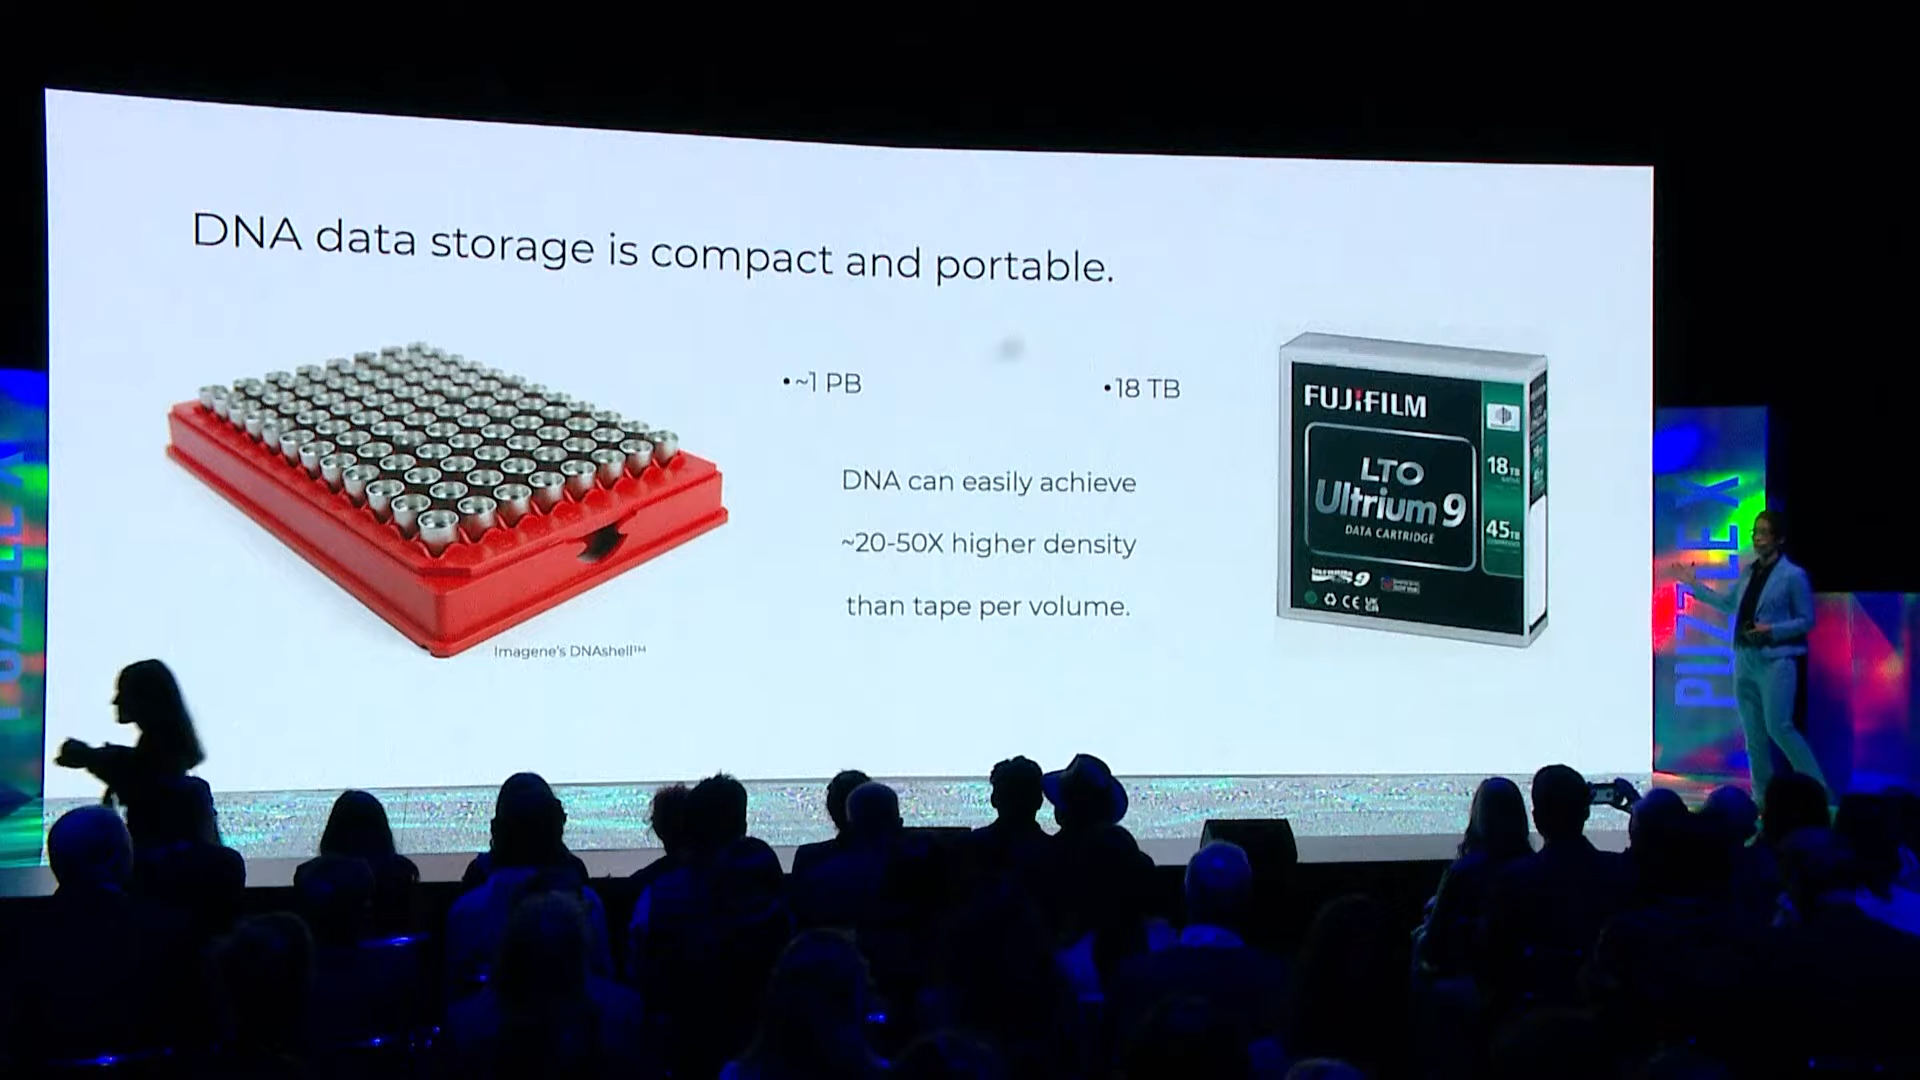 DNA data storage is compact and portable.
•~1 PB
•18 TB
DNA can easily achieve
~20-50X higher density
than tape per volume.
Imagene's DNAshell™
FUJIFILM
LTO
Ultrium 9
DATA CARTRIDGE
18TB
45TB
PUZZLE X
PUZZLE X